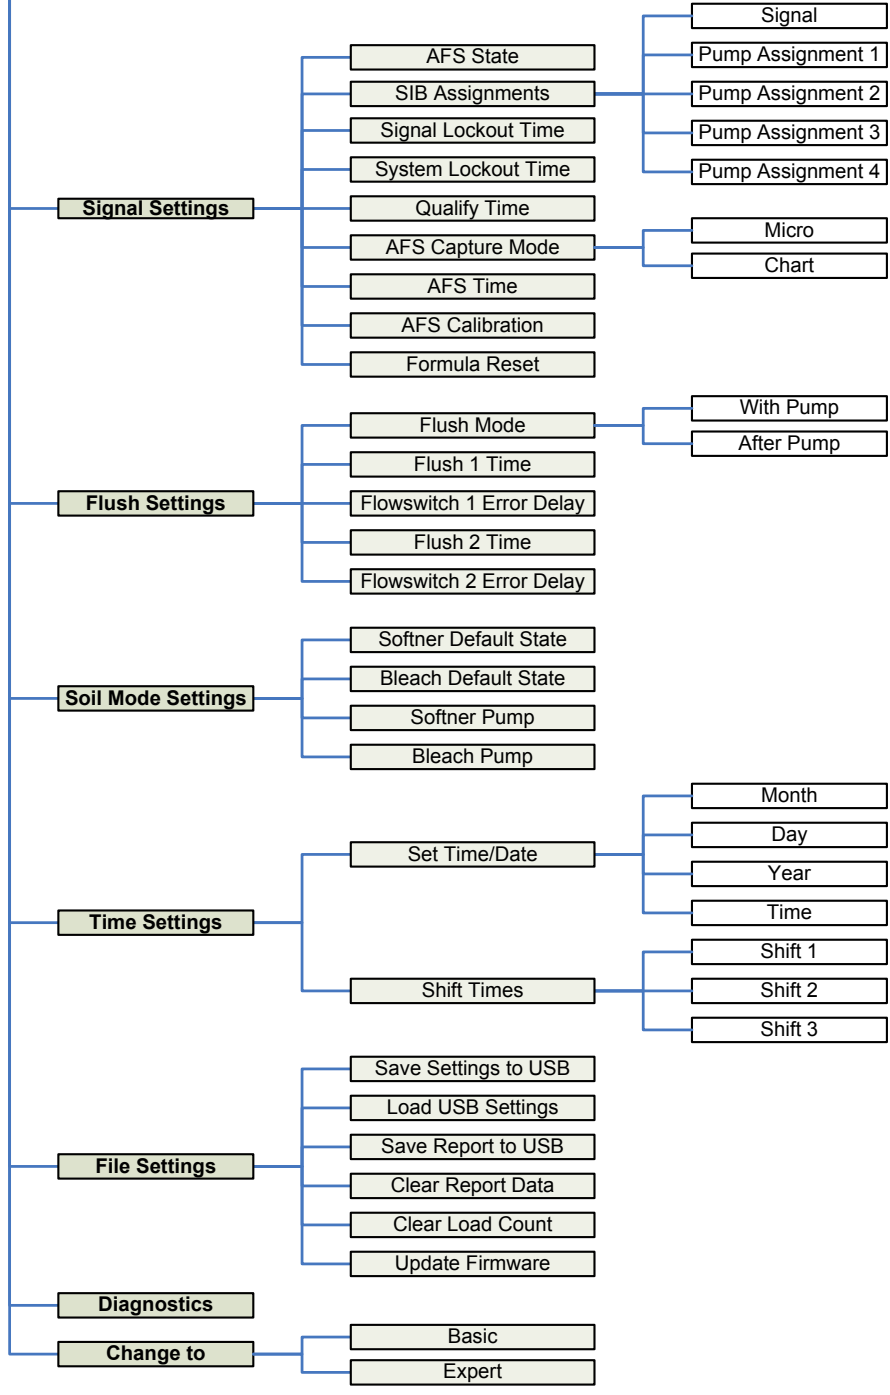 Signal
AFS State
Pump Assignment 1
SIB Assignments
Pump Assignment 2
Signal Lockout Time
Pump Assignment 3
System Lockout Time
Pump Assignment 4
Signal Settings
Qualify Time
Micro
AFS Capture Mode
Chart
AFS Time
AFS Calibration
Formula Reset
With Pump
Flush Mode
After Pump
Flush 1 Time
Flush Settings
Flowswitch 1 Error Delay
Flush 2 Time
Flowswitch 2 Error Delay
Softner Default State
Bleach Default State
Soil Mode Settings
Softner Pump
Bleach Pump
Month
Day
Set Time/Date
Year
Time
Time Settings
Shift 1
Shift Times
Shift 2
Shift 3
Save Settings to USB
Load USB Settings
Save Report to USB
File Settings
Clear Report Data
Clear Load Count
Update Firmware
Diagnostics
Basic
Change to
Expert